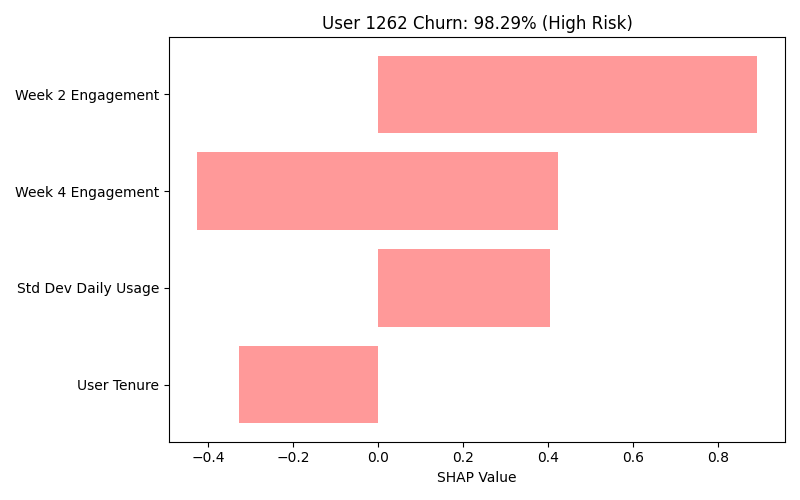 User 1262 Churn: 98.29% (High Risk)
Week 2 Engagement
Week 4 Engagement
Std Dev Daily Usage
User Tenure
−0.4 −0.2 0.0 0.2 0.4 0.6 0.8
SHAP Value